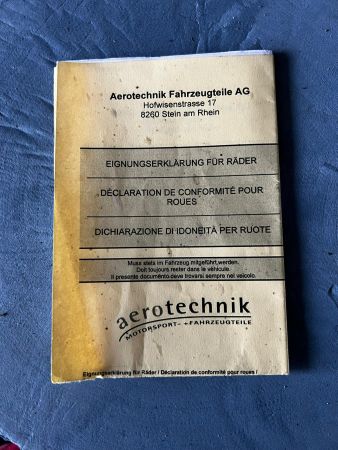 Aerotechnik Fahrzeugteile AG
Hofwisenstrasse 17
8260 Stein am Rhein
EIGNUNGSERKLÄRUNG FÜR RÄDER
DÉCLARATION DE CONFORMITÉ POUR
ROUES
DICHIARAZIONE DI IDONEITÀ PER RUOTE
Muss stets im Fahrzeug mitgeführt werden.
Doit toujours rester dans le véhicule.
Il presente documento deve trovarsi sempre nel veicolo.
aerotechnik
MOTORSPORT- + FAHRZEUGTEILE
Eignungserklärung für Räder / Déclaration de conformité pour roues /